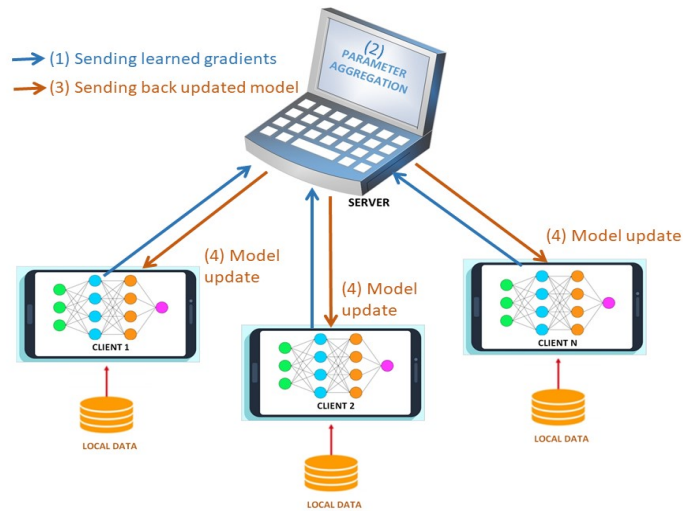 (1) Sending learned gradients
(3) Sending back updated model
(2)
PARAMETER
AGGREGATION
SERVER
(4) Model
update
(4) Model
update
(4) Model update
CLIENT 1
CLIENT 2
CLIENT N
LOCAL DATA
LOCAL DATA
LOCAL DATA